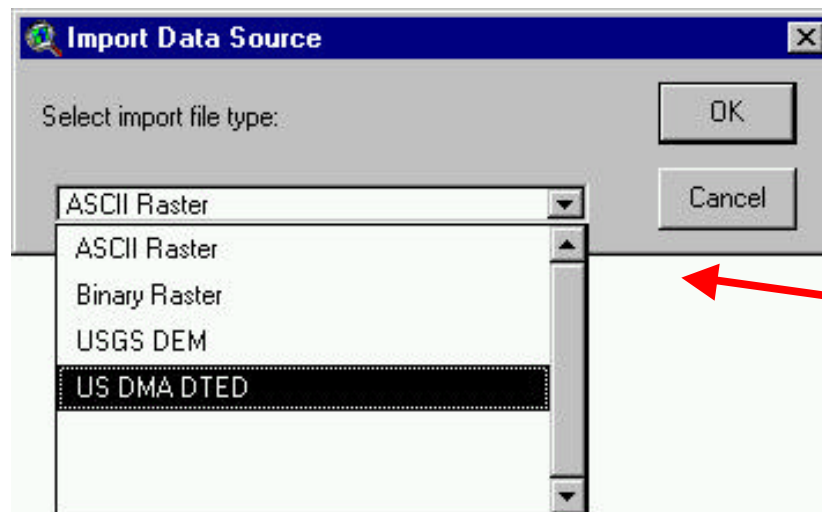 Import Data Source
Select import file type:
OK
Cancel
ASCII Raster
ASCII Raster
Binary Raster
USGS DEM
US DMA DTED